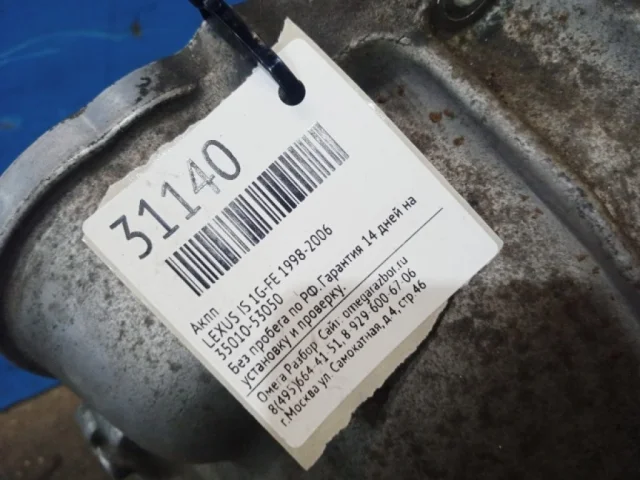 31140
Акпп
LEXUS IS 1G-FE 1998-2006
35010-53050
Без пробега по РФ. Гарантия 14 дней на
установку и проверку.
Омега Разбор Сайт: omegarazbor.ru
8(495)664 41 51,8 929 600 67 06
г.Москва ул. Самокатная, д.4, стр 46